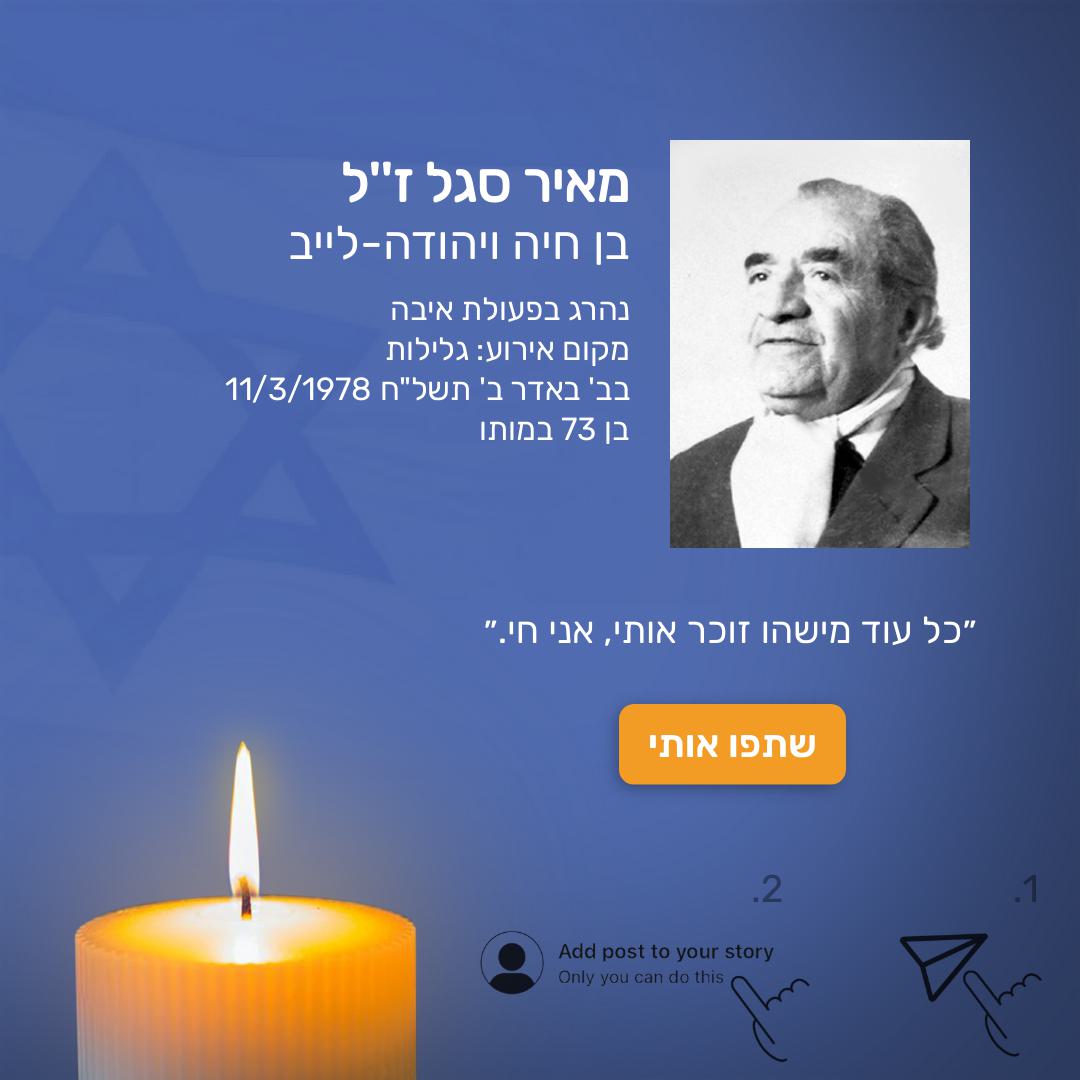 מאיר סגל ז"ל
בן חיה ויהודה-לייב
נהרג בפעולת איבה
מקום אירוע: גלילות
בב' באדר ב' תשל"ח 11/3/1978
בן 73 במותו
״כל עוד מישהו זוכר אותי, אני חי.״
שתפו אותי
1.
2.
Add post to your story
Only you can do this